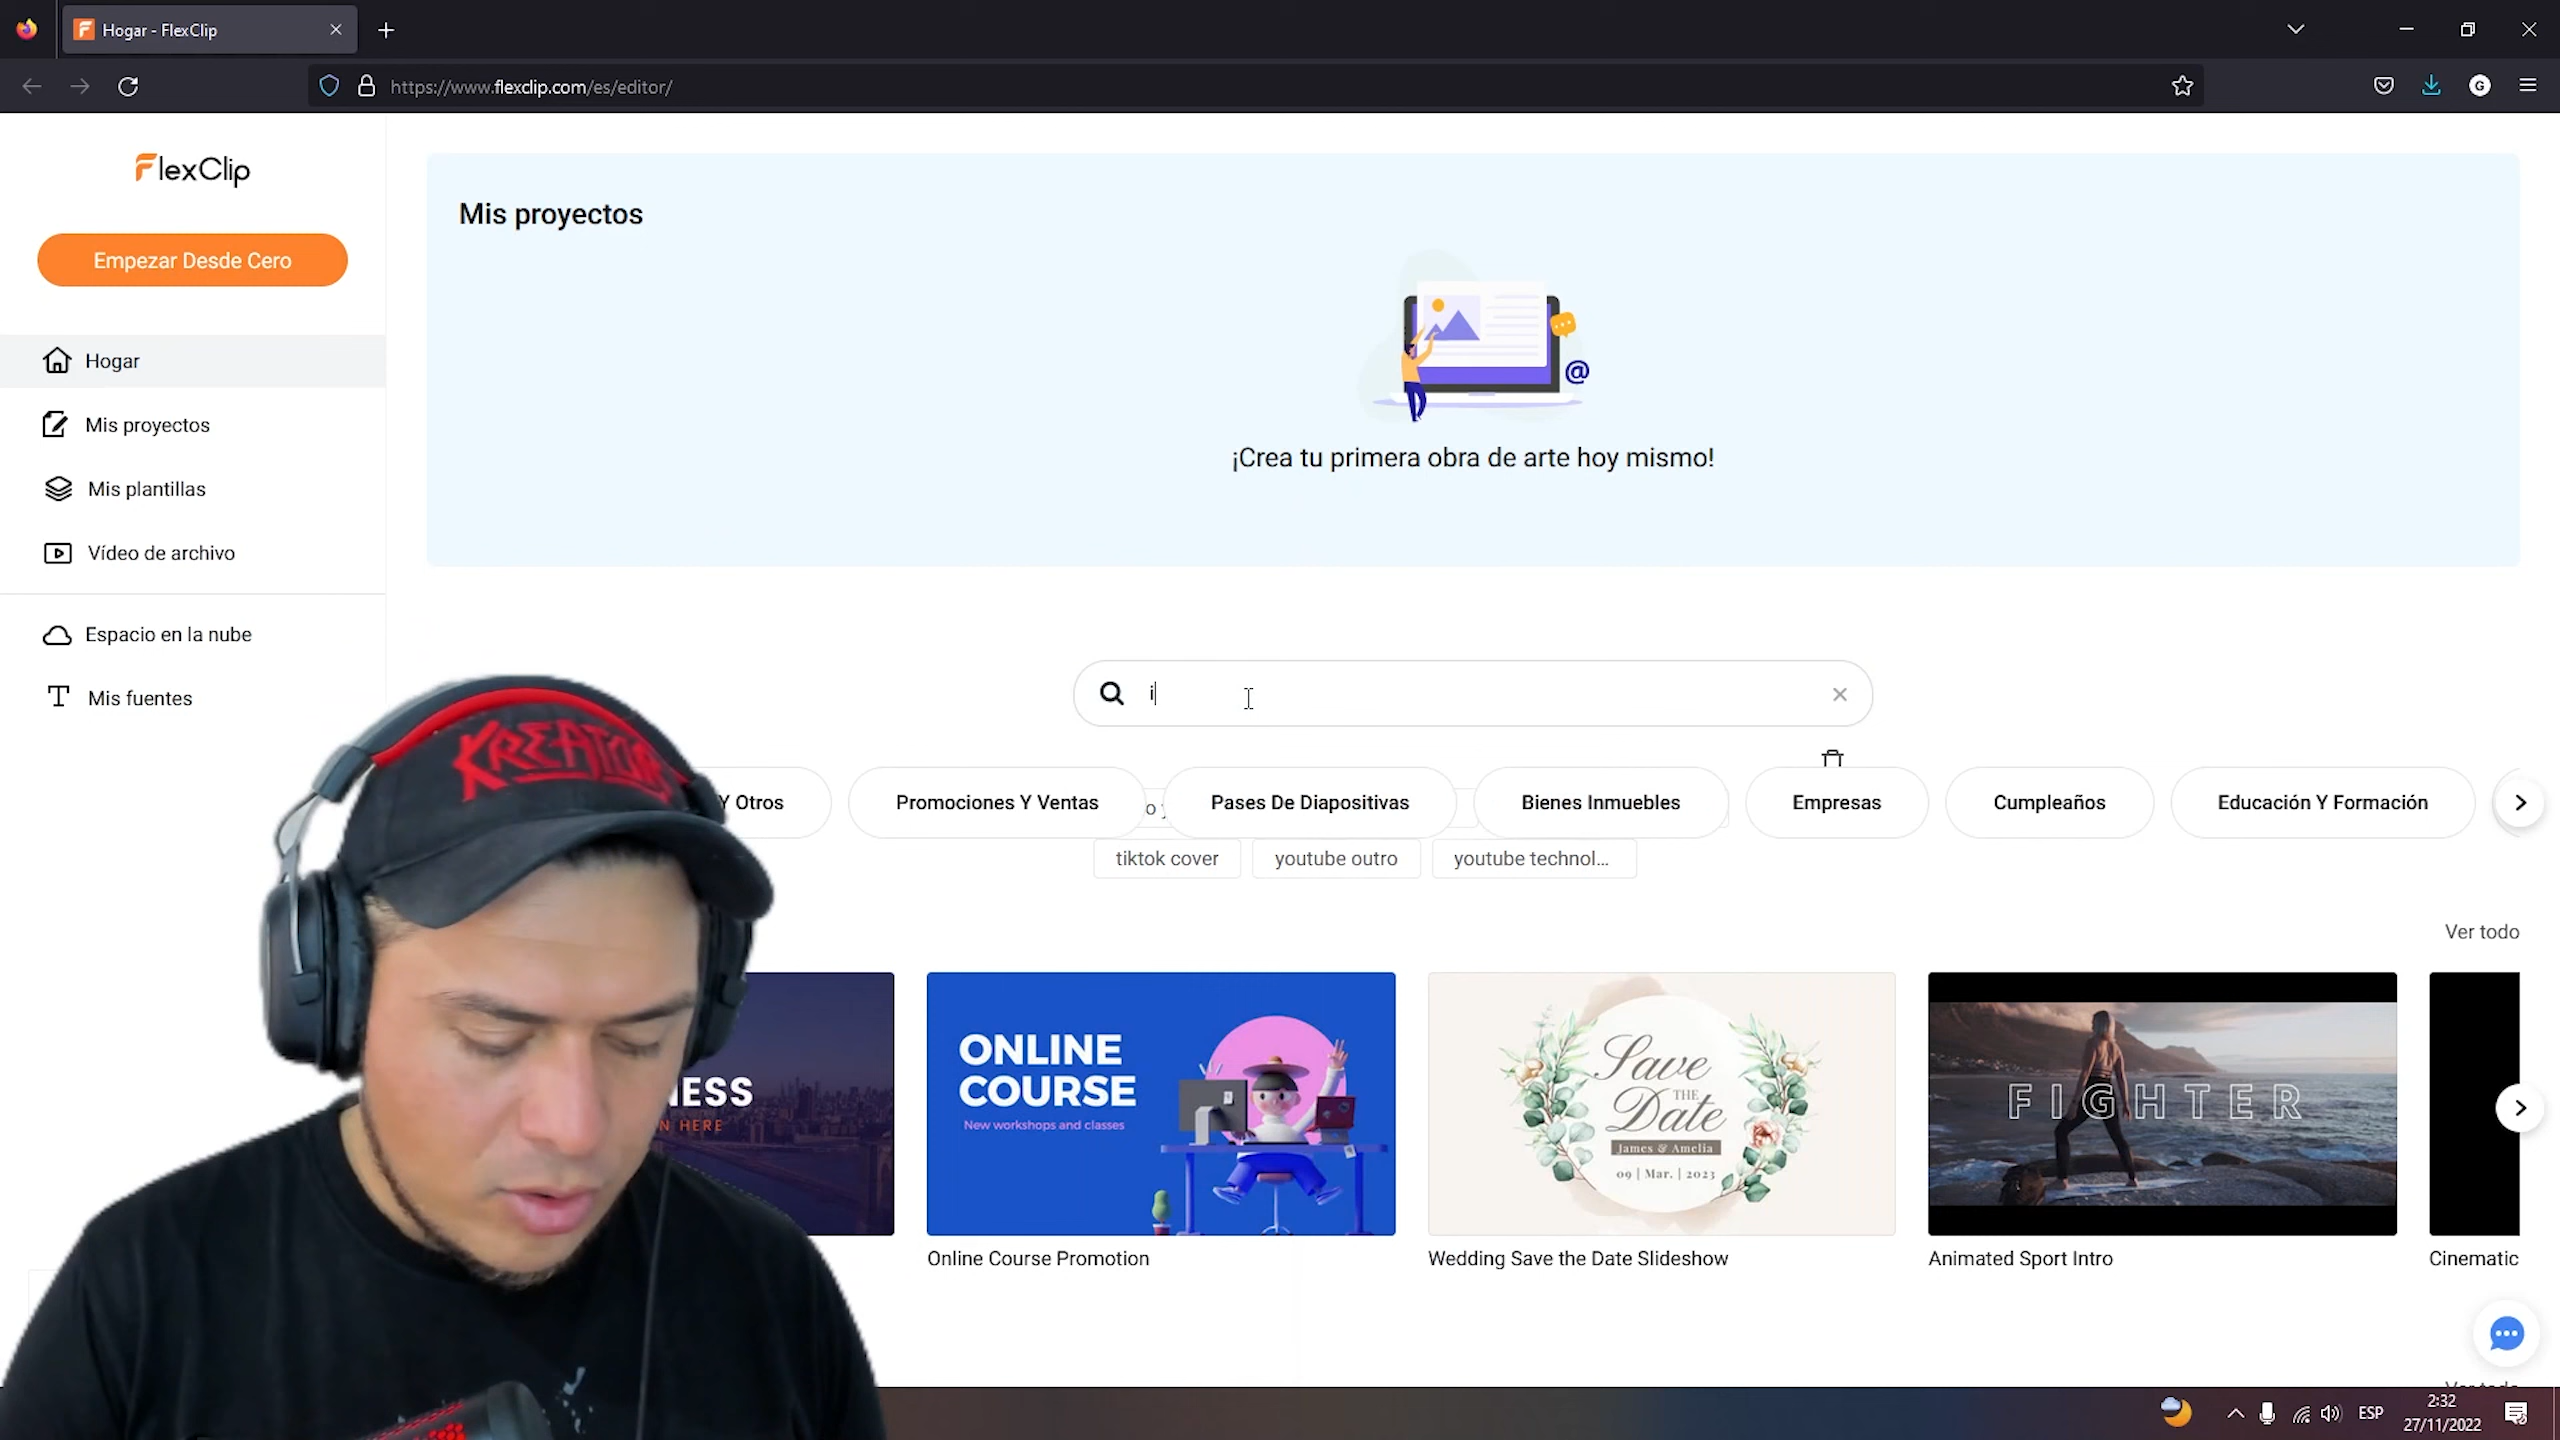 Hogar - FlexClip
https://www.flexclip.com/es/editor/
FlexClip
Empezar Desde Cero
Hogar
Mis proyectos
Mis plantillas
Vídeo de archivo
Espacio en la nube
Mis fuentes
Mis proyectos
@
¡Crea tu primera obra de arte hoy mismo!
i
KREATOR
Y Otros
Promociones Y Ventas
Pases De Diapositivas
Bienes Inmuebles
Empresas
Cumpleaños
Educación Y Formación
tiktok cover
youtube outro
youtube technol...
Ver todo
NESS
N HERE
ONLINE
COURSE
New workshops and classes
Online Course Promotion
Save
THE
Date
James & Amelia
09 | Mar. | 2023
Wedding Save the Date Slideshow
FIGHTER
Animated Sport Intro
Cinematic
ESP
2:32
27/11/2022